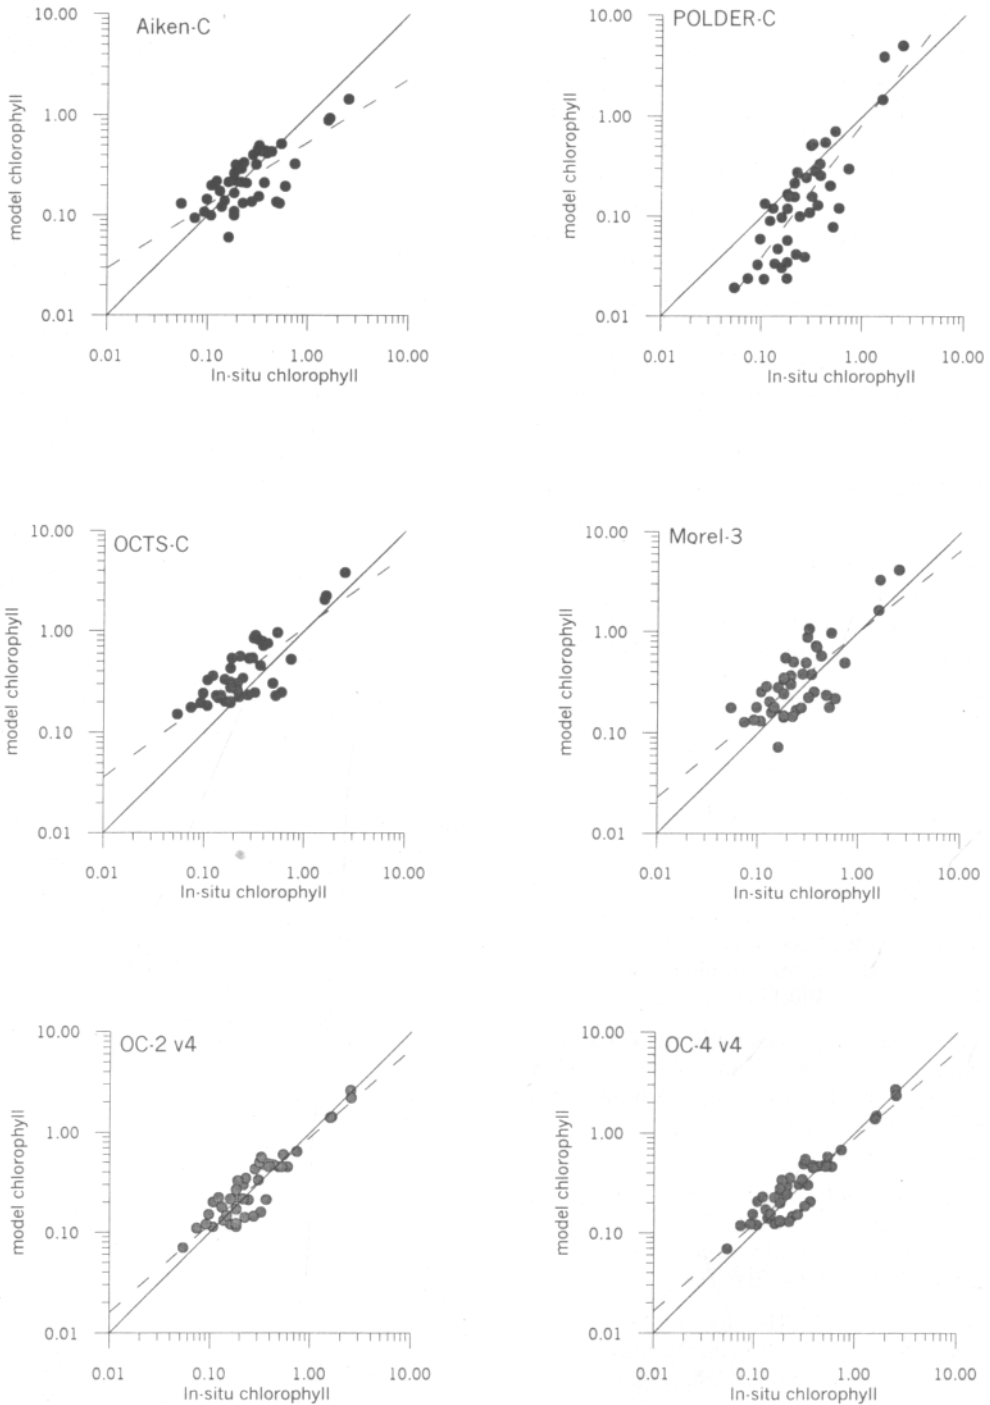 10.00
Aiken-C
1.00
0.10
0.01
model chlorophyll
0.01 0.10 1.00 10.00
In-situ chlorophyll
10.00
POLDER-C
1.00
0.10
0.01
model chlorophyll
0.01 0.10 1.00 10.00
In-situ chlorophyll
10.00
OCTS-C
1.00
0.10
0.01
model chlorophyll
0.01 0.10 1.00 10.00
In-situ chlorophyll
10.00
Morel-3
1.00
0.10
0.01
model chlorophyll
0.01 0.10 1.00 10.00
In-situ chlorophyll
10.00
OC-2 v4
1.00
0.10
0.01
model chlorophyll
0.01 0.10 1.00 10.00
In-situ chlorophyll
10.00
OC-4 v4
1.00
0.10
0.01
model chlorophyll
0.01 0.10 1.00 10.00
In-situ chlorophyll